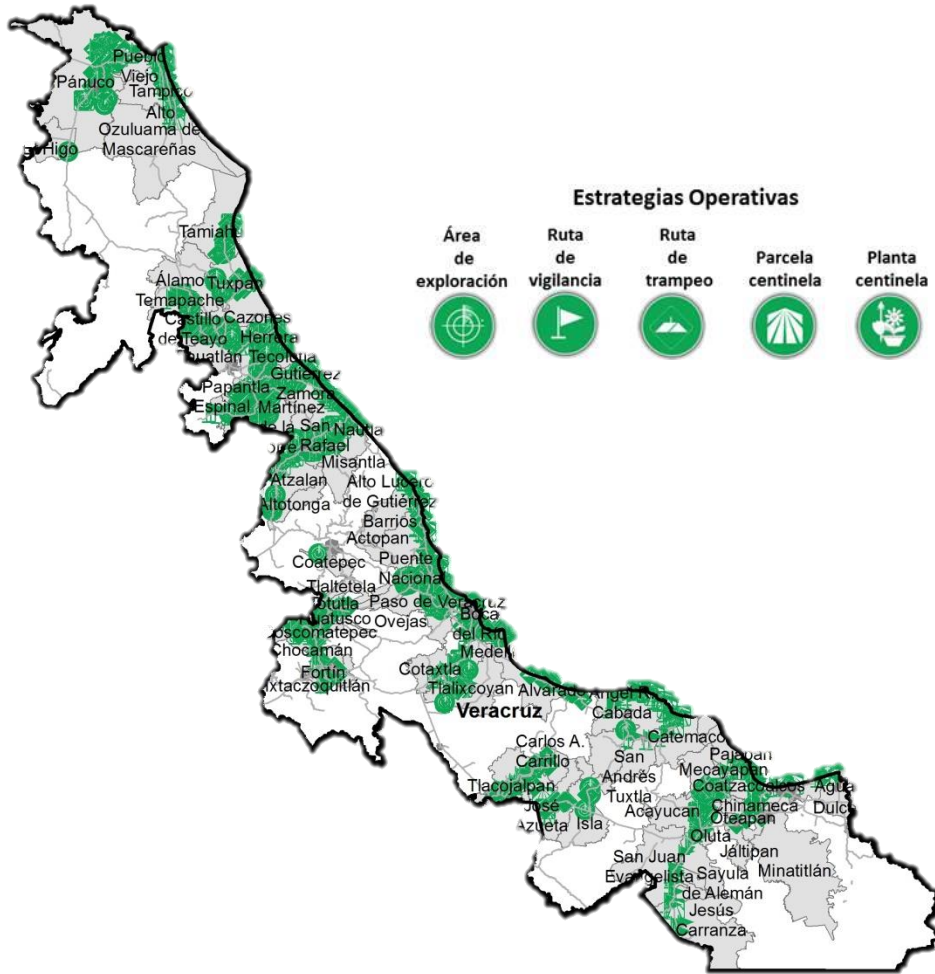 Pueblo
Viejo
Pánuco
Tampico
Alto
Ozuluama de
Mascareñas
Higo
Estrategias Operativas
Área
de
exploración
Ruta
de
vigilancia
Ruta
de
trampeo
Parcela
centinela
Planta
centinela
Álamo
Temapache
Tuxpan
Castillo
de Teayo
Cazones
Herrera
Tecolutla
Gutiérrez
Zamora
Papantla
Espinal
Martínez
de la
San
Rafael
Nautla
Misantla
Atzalan
Altotonga
Alto Lucero
de Gutiérrez
Barrios
Actopan
Coatepec
Puente
Nacional
Tlaltetela
Totutla
Paso de
Ovejas
Veracruz
Boca
del Río
Chocamán
Fortín
Ixtaczoquitlán
Cotaxtla
Tlalixcoyan
Alvarado
Veracruz
Cabada
Catemaco
Carlos A.
Carrillo
San
Andrés
Tuxtla
Tlacojalpan
José
Azueta
Isla
Acayucan
Pajapan
Mecayapan
Coatzacoalcos
Agua
Dulce
Chinameca
Oteapan
Oluta
Jáltipan
Minatitlán
San Juan
Evangelista
Sayula
de Alemán
Jesús
Carranza